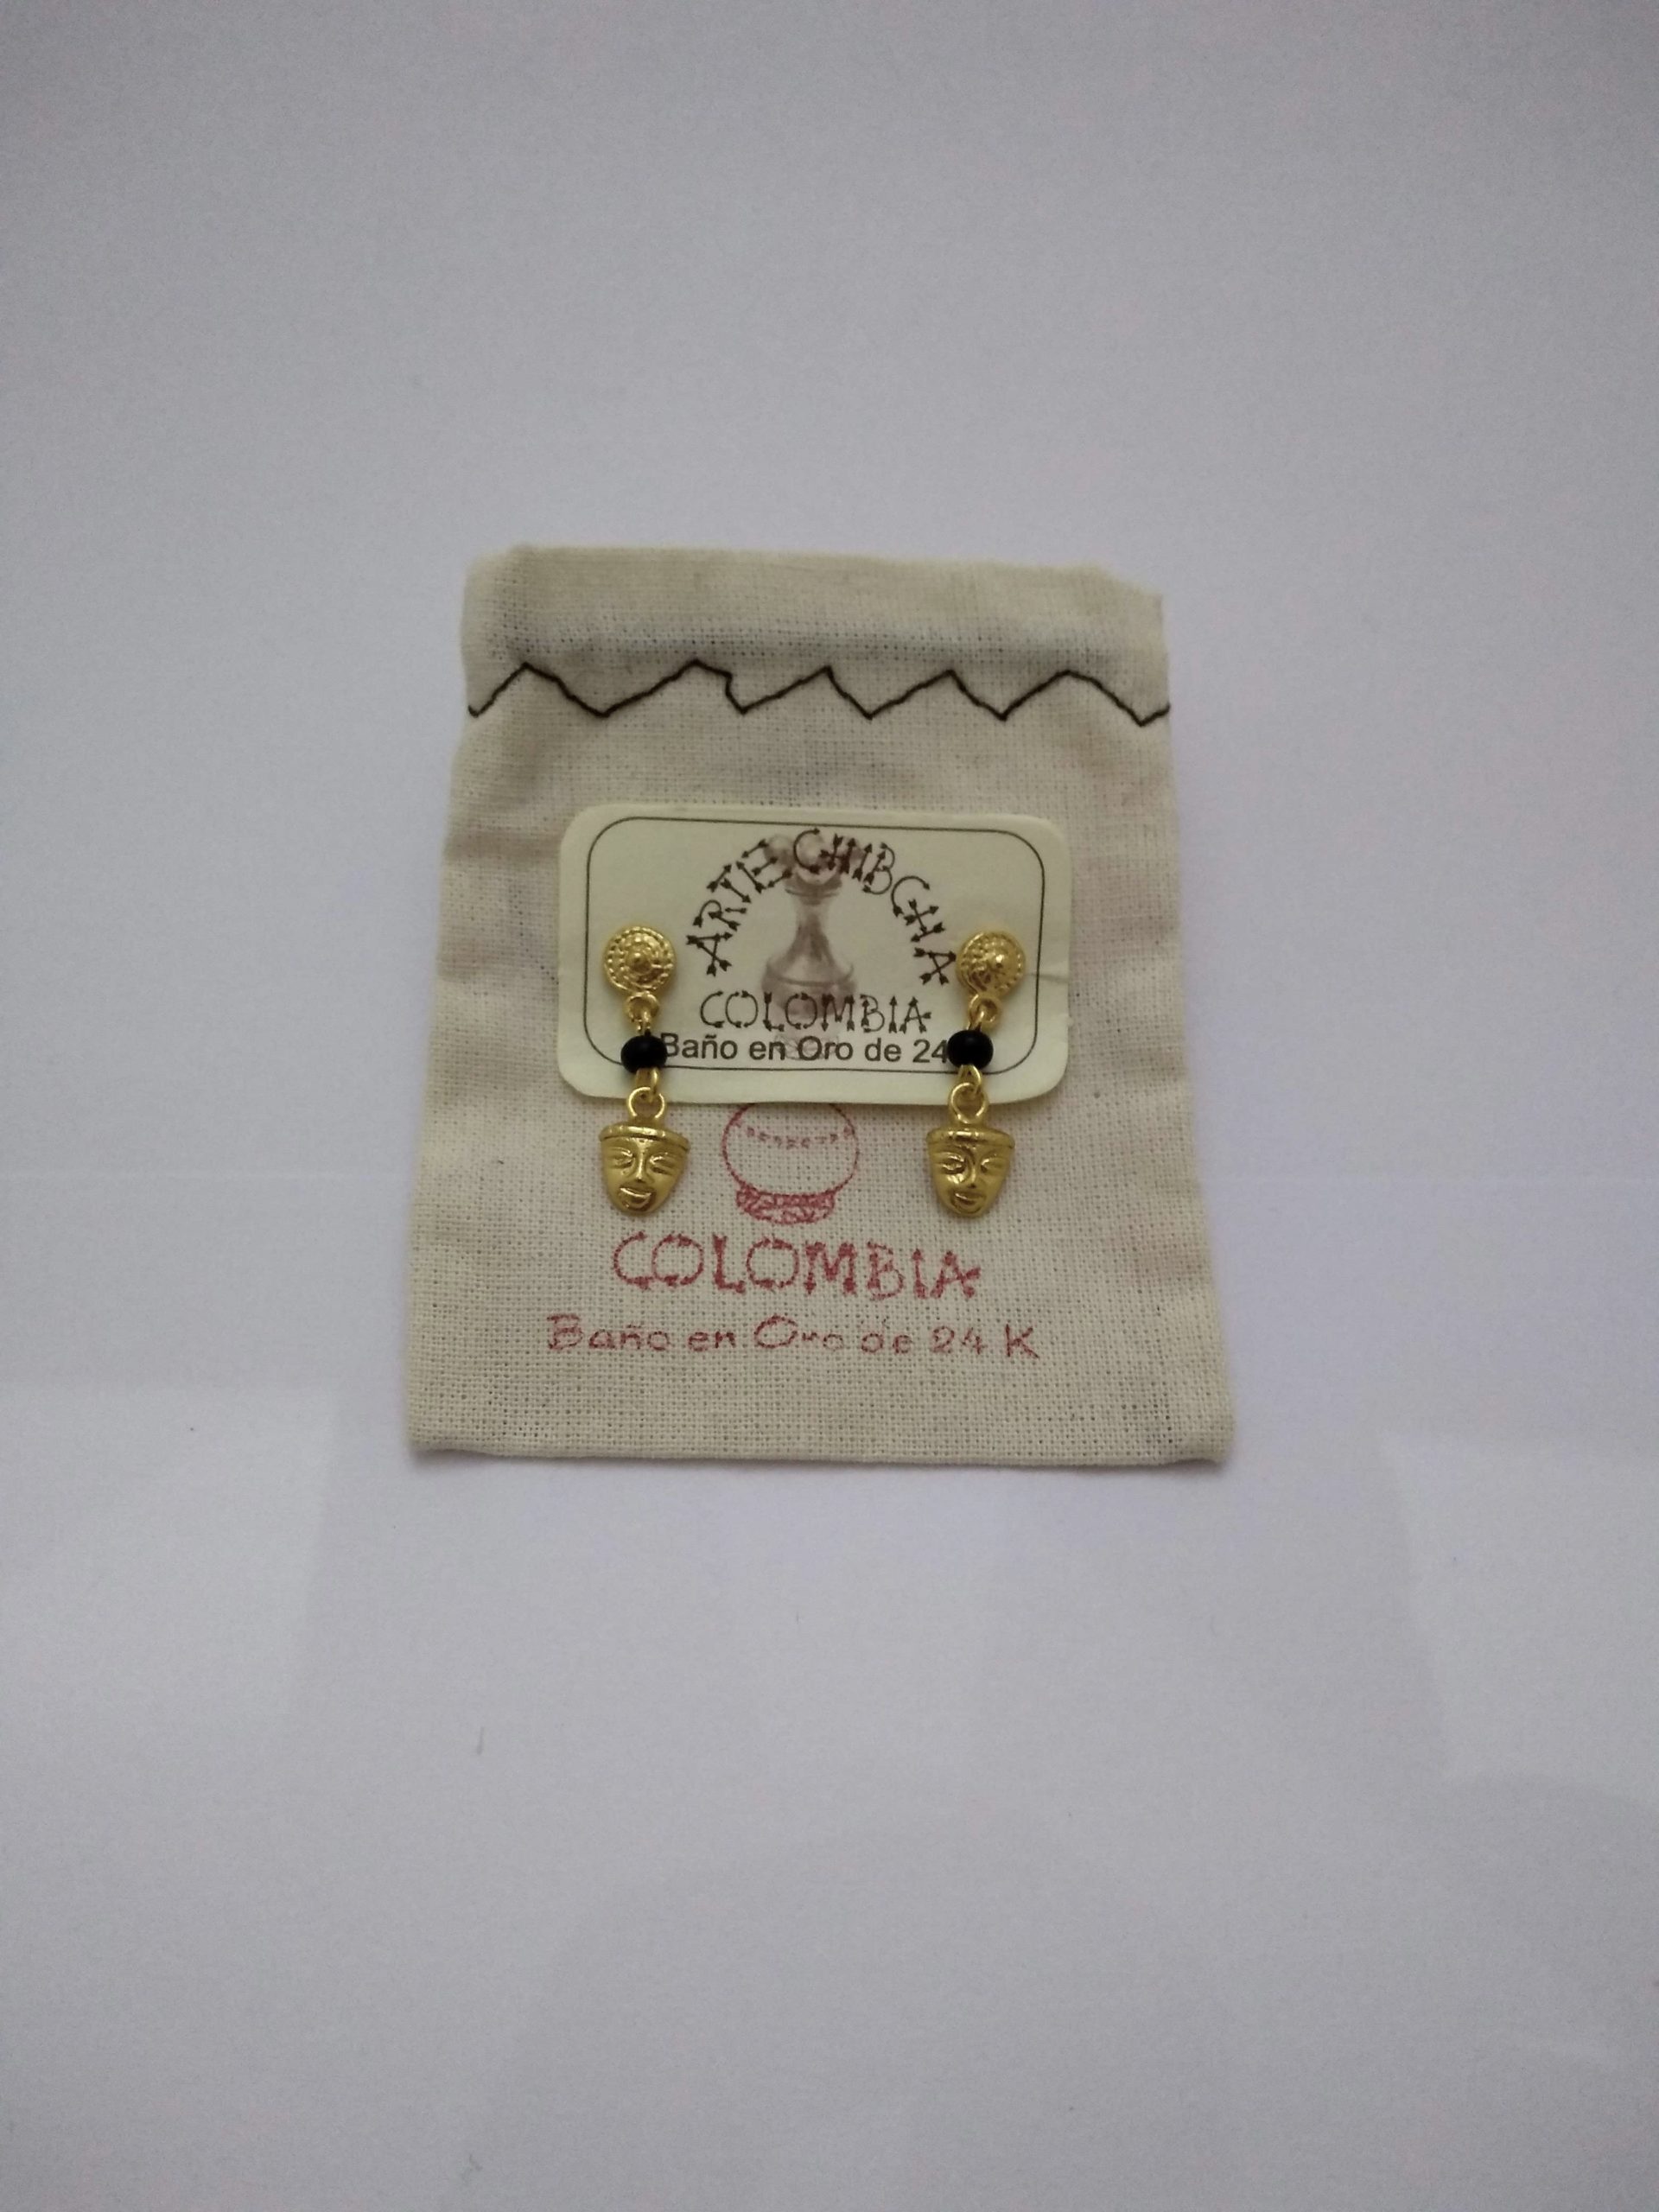 ARTE CHIBCHA
COLOMBIA
Baño en Oro de 24
COLOMBIA
Baño en Oro de 24 K